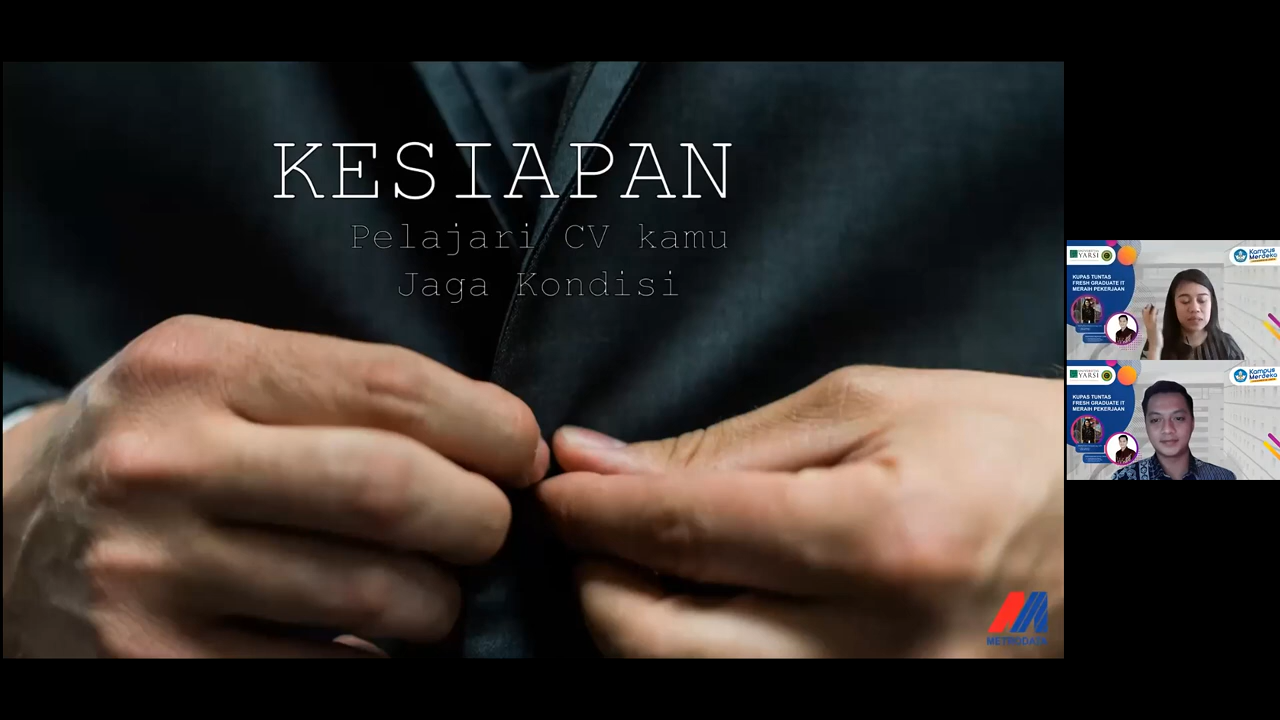 KESIAPAN
Pelajari CV kamu
Jaga Kondisi
METRODATA
YARSI
Kampus
Merdeka
KUPAS TUNTAS
FRESH GRADUATE IT
MERAIH PEKERJAAN
YARSI
Kampus
Merdeka
KUPAS TUNTAS
FRESH GRADUATE IT
MERAIH PEKERJAAN